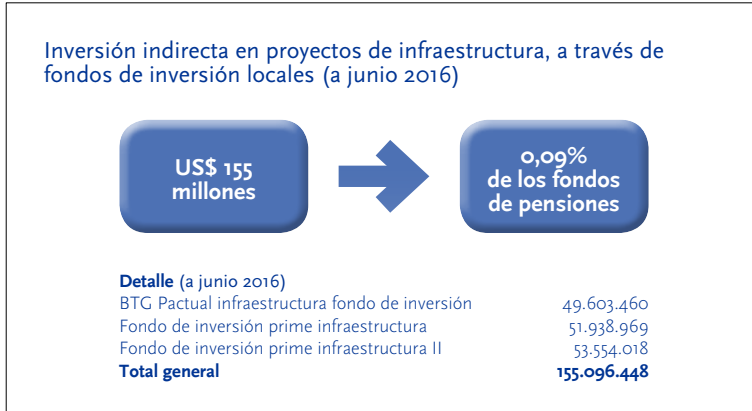 Inversión indirecta en proyectos de infraestructura, a través de
fondos de inversión locales (a junio 2016)
US$ 155
millones
0,09%
de los fondos
de pensiones
Detalle (a junio 2016)
BTG Pactual infraestructura fondo de inversión 49.603.460
Fondo de inversión prime infraestructura 51.938.969
Fondo de inversión prime infraestructura II 53.554.018
Total general 155.096.448